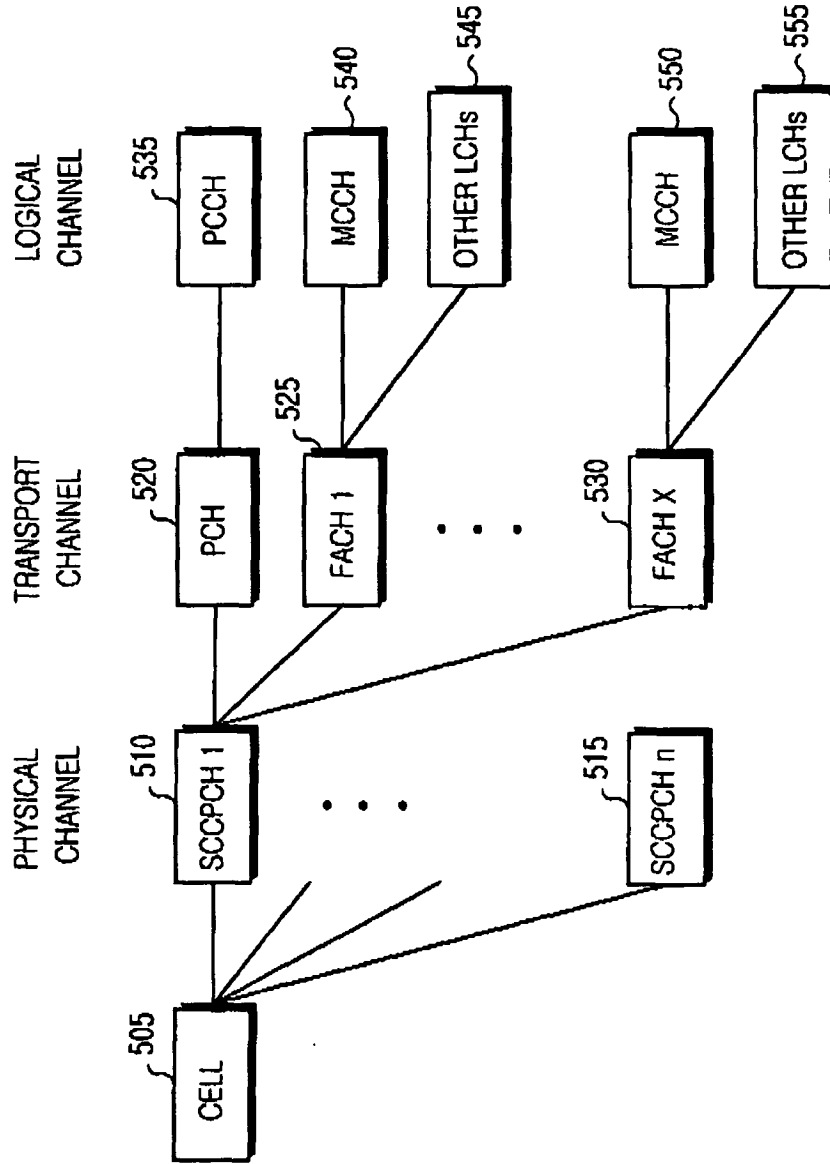 PHYSICAL
CHANNEL
TRANSPORT
CHANNEL
LOGICAL
CHANNEL
505
CELL
510
SCCPCH 1
515
SCCPCH n
520
PCH
525
FACH 1
530
FACH X
535
PCCH
540
MCCH
545
OTHER LCHs
550
MCCH
555
OTHER LCHs